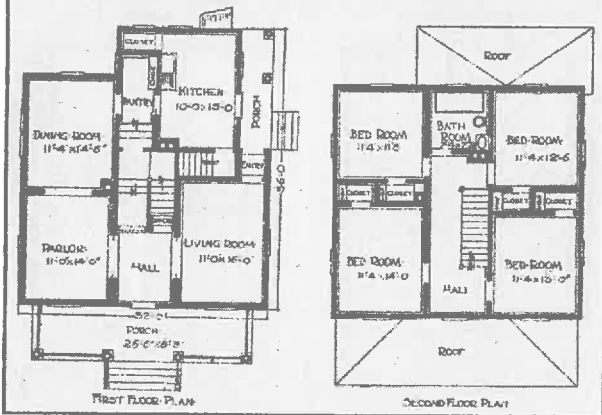 CLOSET
KITCHEN
10'-0"x15'-0"
PANTRY
PORCH
DINING ROOM
11'-4"x14'-6"
ENTRY
PARLOR
11'-0"x14'-0"
HALL
LIVING ROOM
11'-0"x16'-0"
32'-0"
PORCH
FIRST FLOOR PLAN
ROOF
BED ROOM
BATH ROOM
BED-ROOM
11'-4"x12'-6"
CLOSET
CLOSET
CLOSET
CLOSET
BED ROOM
11'-4"x14'-0"
HALL
BED-ROOM
11'-4"x15'-0"
ROOF
SECOND FLOOR PLAN